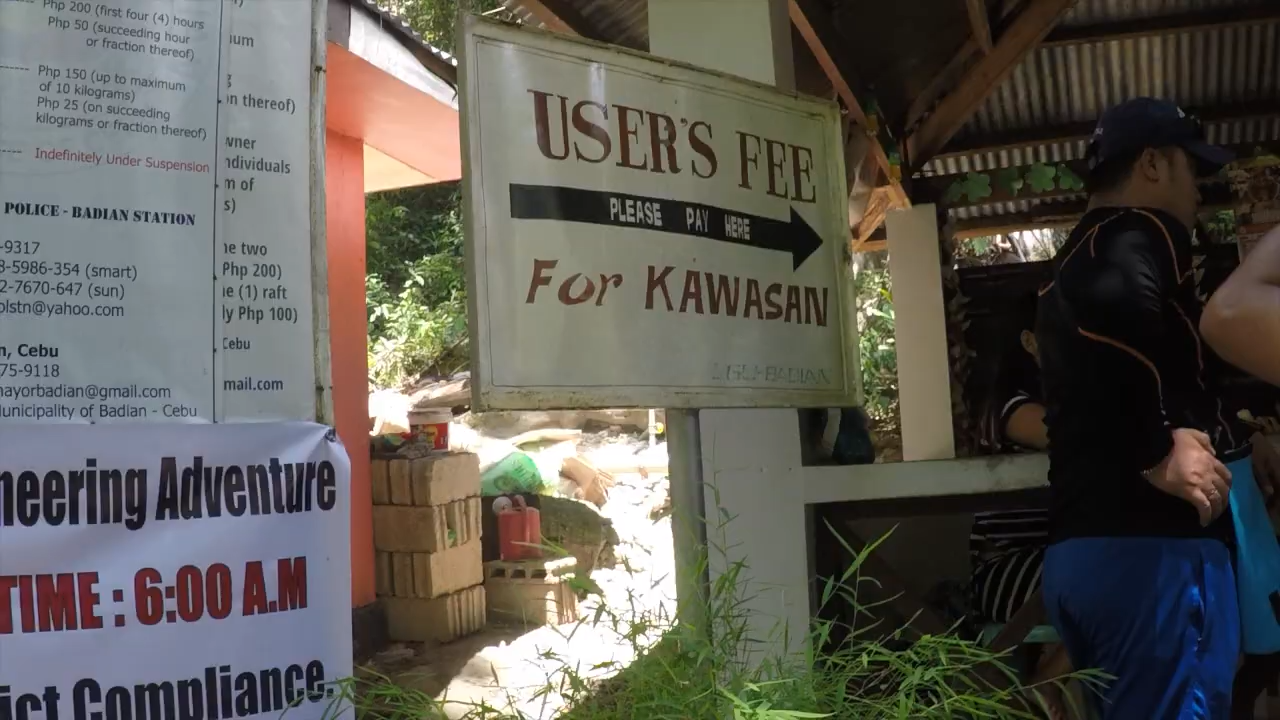 Php 200 (first four (4) hours
Php 50 (succeeding hour
or fraction thereof)
Php 150 (up to maximum
of 10 kilograms)
Php 25 (on succeeding
kilograms or fraction thereof)
Indefinitely Under Suspension
POLICE - BADIAN STATION
-9317
8-5986-354 (smart)
2-7670-647 (sun)
olstn@yahoo.com
n, Cebu
75-9118
mayorbadian@gmail.com
Municipality of Badian - Cebu
um
n thereof)
wner
ndividuals
m of
s)
ne two
Php 200)
ne (1) raft
ly Php 100)
Cebu
mail.com
neering Adventure
TIME : 6:00 A.M
ict Compliance.
USER'S FEE
PLEASE PAY HERE
For KAWASAN
LGU-BADIAN